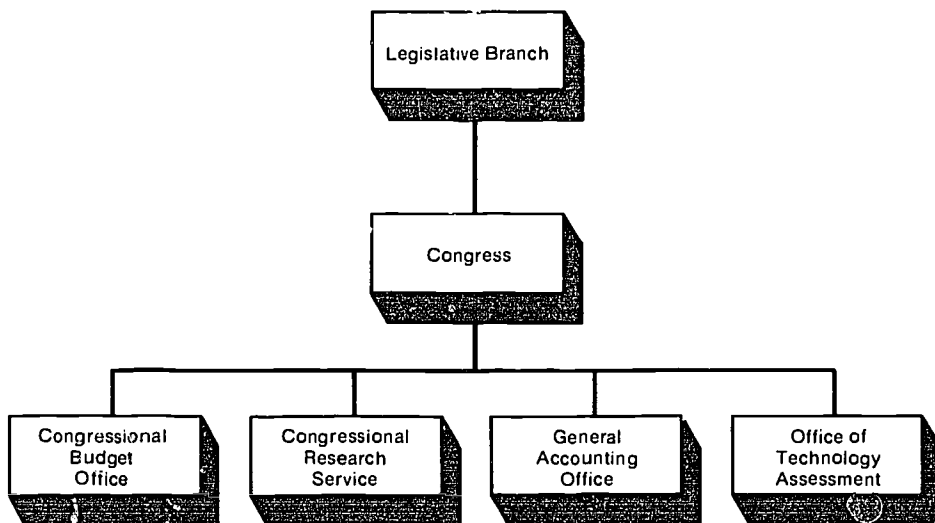 Legislative Branch
Congress
Congressional
Budget
Office
Congressional
Research
Service
General
Accounting
Office
Office of
Technology
Assessment